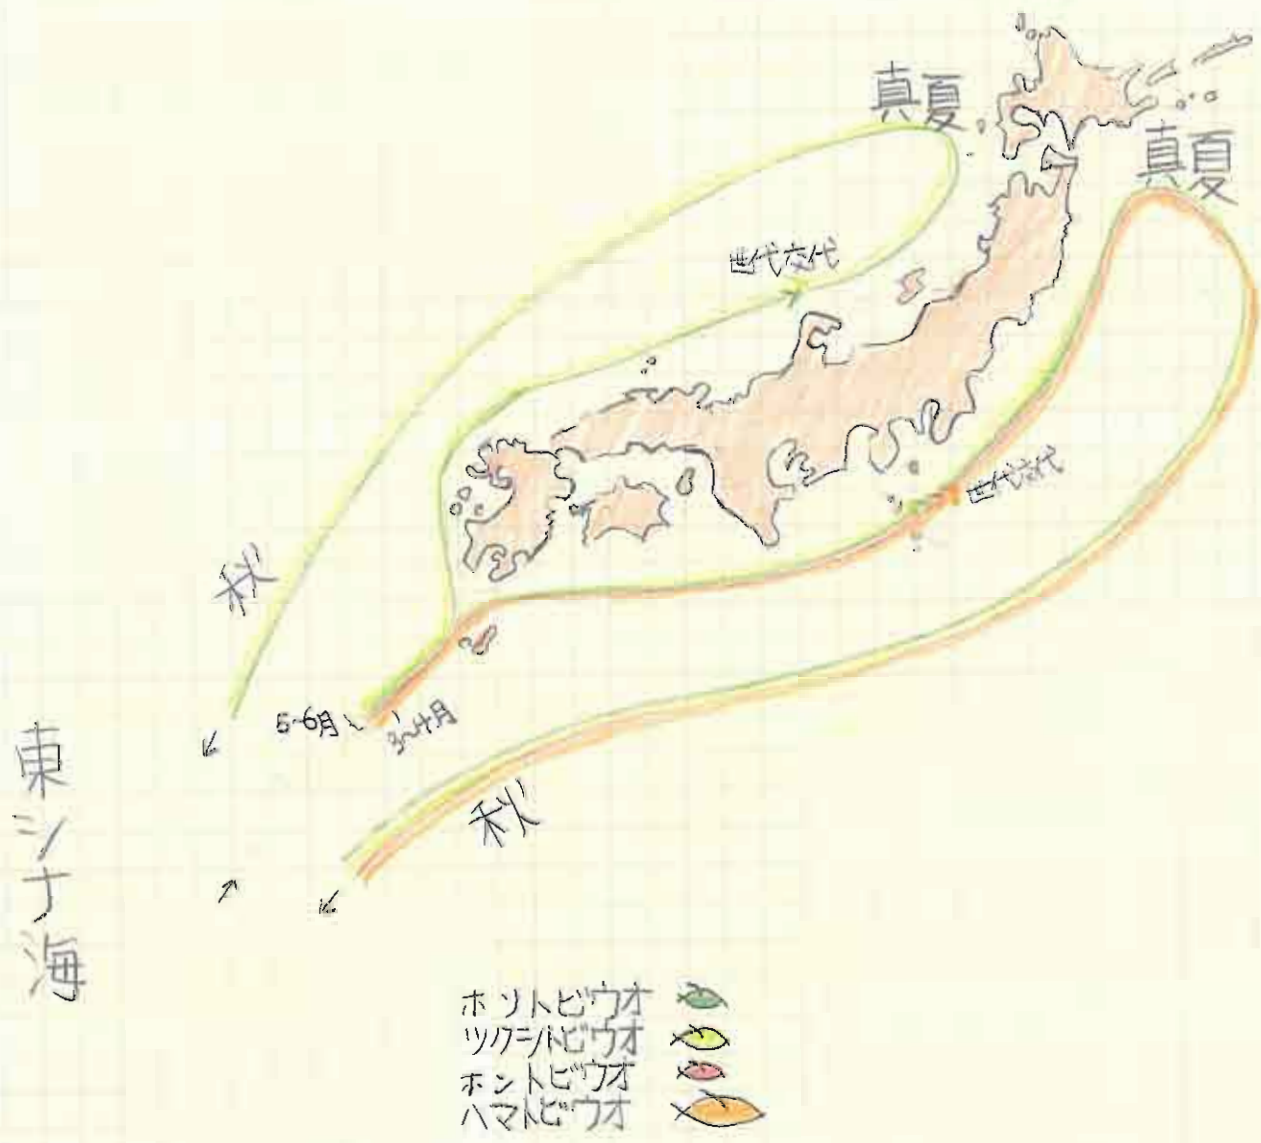 真夏
真夏
世代交代
世代交代
秋
5~6月
3~4月
秋
東シナ海
ホソトビウオ
ツクシトビウオ
ホントビウオ
ハマトビウオ